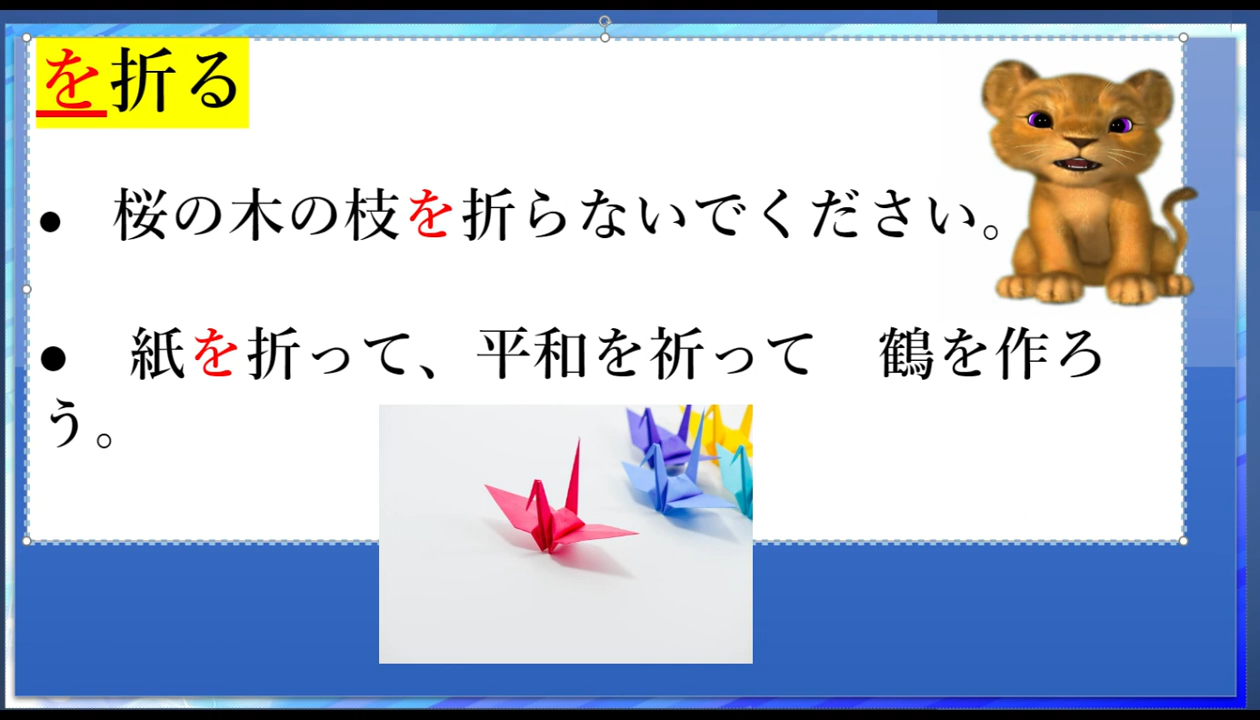 を折る
● 桜の木の枝を折らないでください。
● 紙を折って、平和を祈って　鶴を作ろ
う。